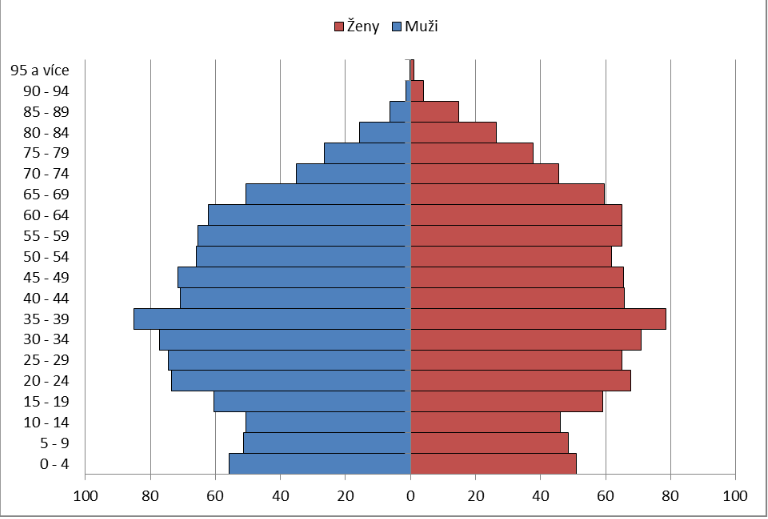 Ženy Muži
95 a více
90 - 94
85 - 89
80 - 84
75 - 79
70 - 74
65 - 69
60 - 64
55 - 59
50 - 54
45 - 49
40 - 44
35 - 39
30 - 34
25 - 29
20 - 24
15 - 19
10 - 14
5 - 9
0 - 4
100 80 60 40 20 0 20 40 60 80 100